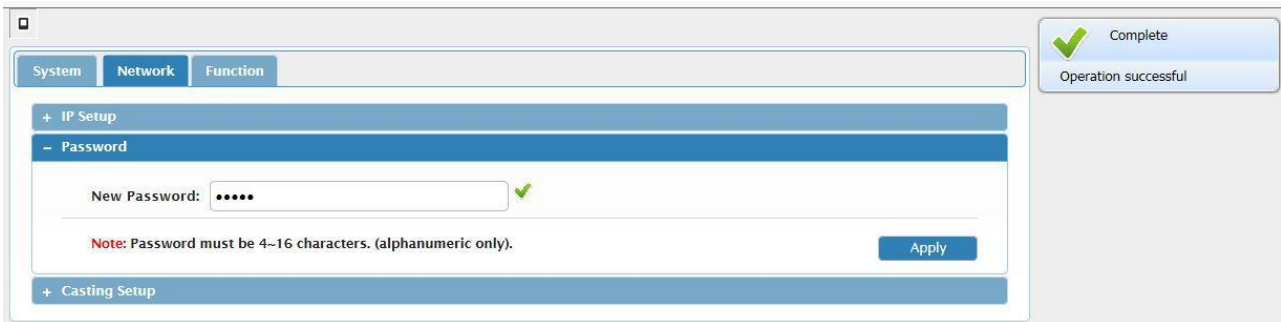 Complete
Operation successful
System Network Function
+ IP Setup
– Password
New Password: •••••
Note: Password must be 4~16 characters. (alphanumeric only).
Apply
+ Casting Setup